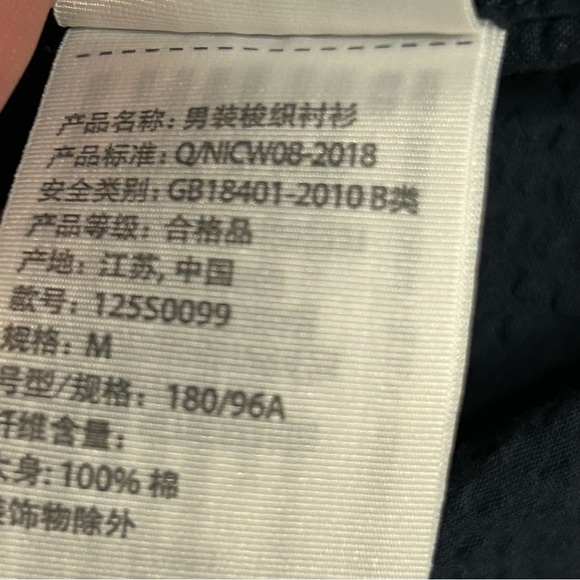 产品名称: 男装梭织衬衫
产品标准: Q/NICW08-2018
安全类别: GB18401-2010 B类
产品等级: 合格品
产地: 江苏, 中国
款号: 125S0099
规格: M
号型/规格: 180/96A
纤维含量:
大身: 100% 棉
装饰物除外